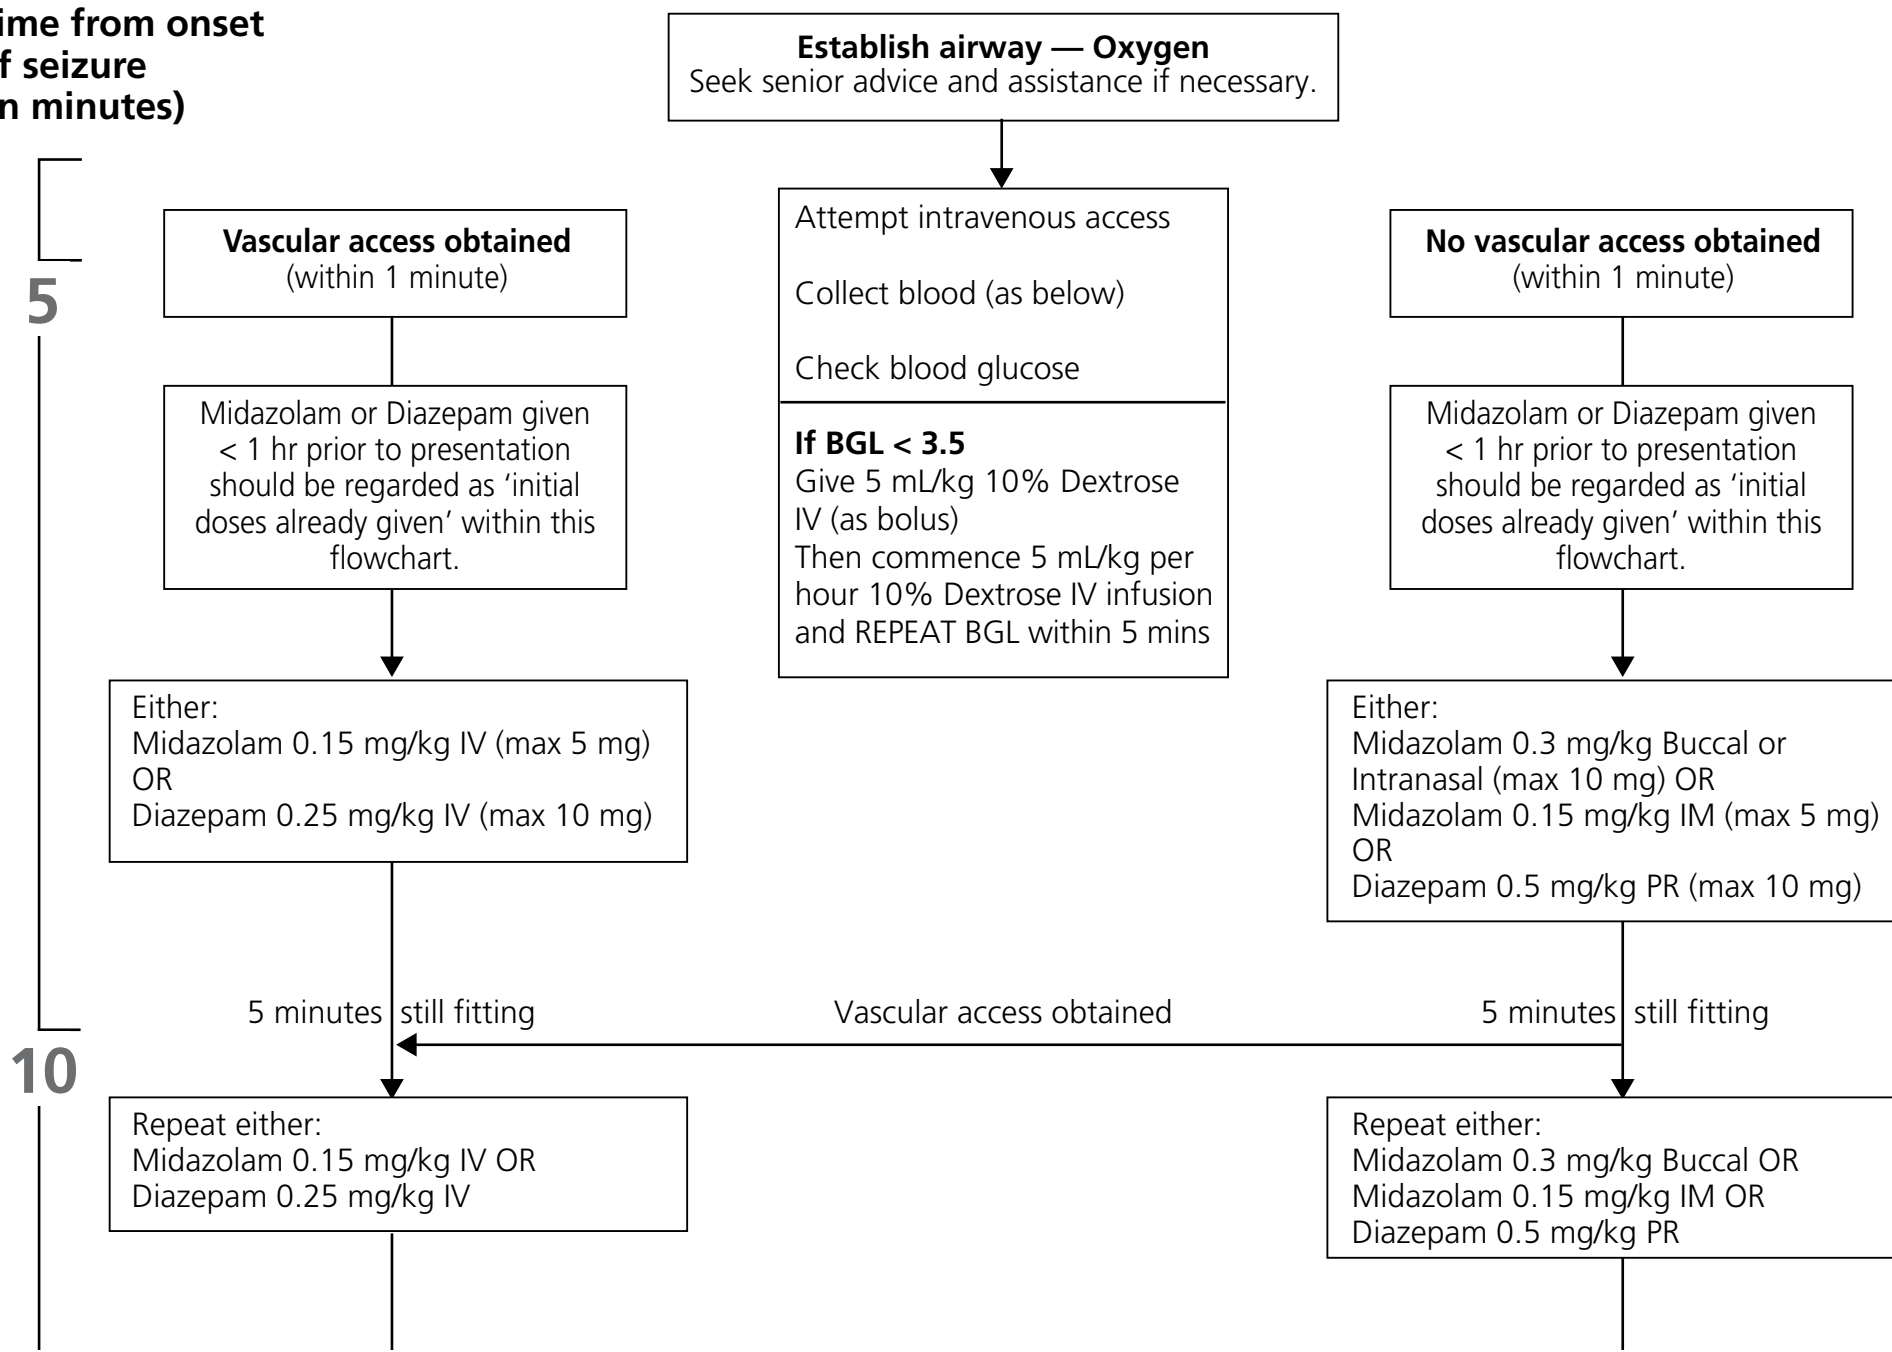 ime from onset
f seizure
n minutes)
Establish airway — Oxygen
Seek senior advice and assistance if necessary.
Attempt intravenous access
Collect blood (as below)
Check blood glucose
If BGL < 3.5
Give 5 mL/kg 10% Dextrose
IV (as bolus)
Then commence 5 mL/kg per
hour 10% Dextrose IV infusion
and REPEAT BGL within 5 mins
5
Vascular access obtained
(within 1 minute)
Midazolam or Diazepam given
< 1 hr prior to presentation
should be regarded as ‘initial
doses already given’ within this
flowchart.
Either:
Midazolam 0.15 mg/kg IV (max 5 mg)
OR
Diazepam 0.25 mg/kg IV (max 10 mg)
No vascular access obtained
(within 1 minute)
Midazolam or Diazepam given
< 1 hr prior to presentation
should be regarded as ‘initial
doses already given’ within this
flowchart.
Either:
Midazolam 0.3 mg/kg Buccal or
Intranasal (max 10 mg) OR
Midazolam 0.15 mg/kg IM (max 5 mg)
OR
Diazepam 0.5 mg/kg PR (max 10 mg)
5 minutes still fitting
Vascular access obtained
5 minutes still fitting
10
Repeat either:
Midazolam 0.15 mg/kg IV OR
Diazepam 0.25 mg/kg IV
Repeat either:
Midazolam 0.3 mg/kg Buccal OR
Midazolam 0.15 mg/kg IM OR
Diazepam 0.5 mg/kg PR